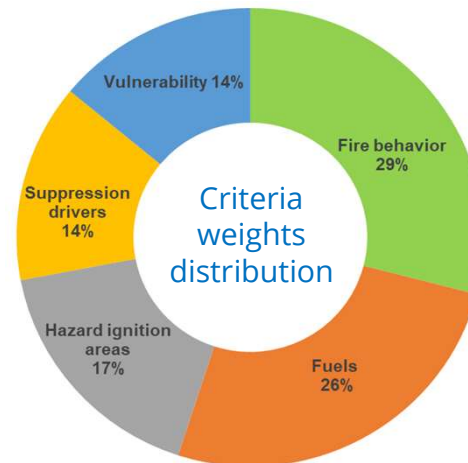 Vulnerability 14%
Fire behavior
29%
Suppression
drivers
14%
Criteria
weights
distribution
Hazard ignition
areas
17%
Fuels
26%